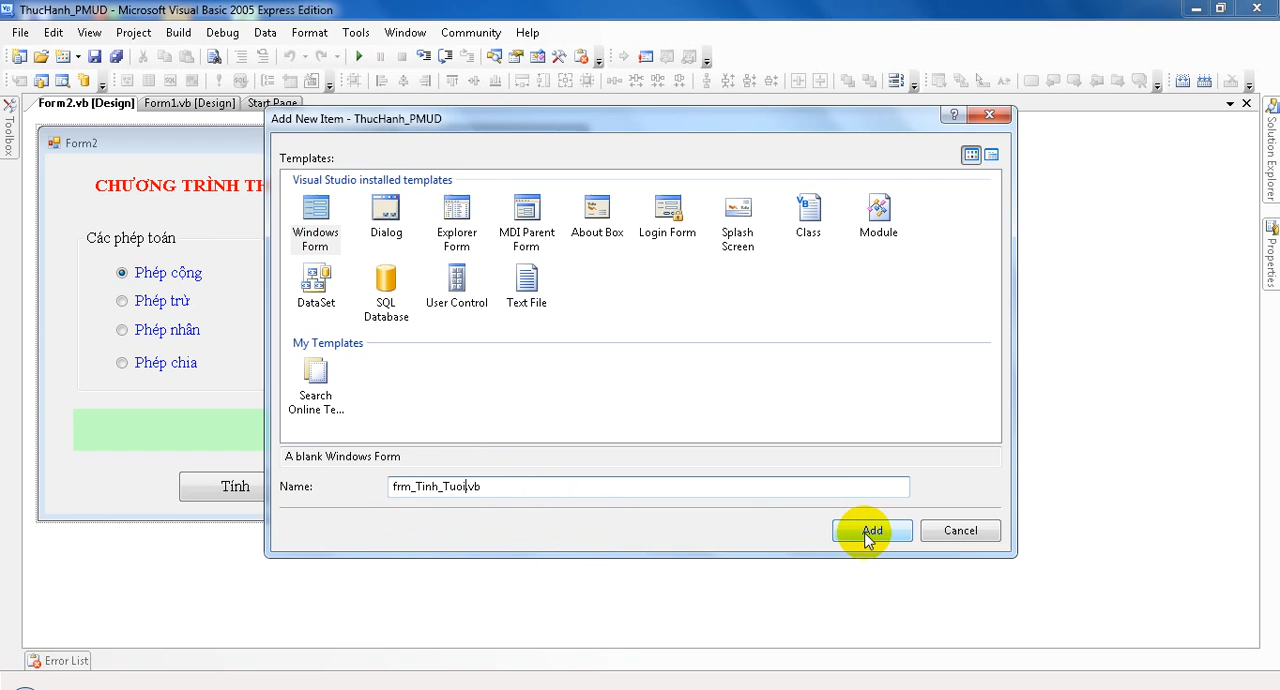 ThucHanh_PMUD - Microsoft Visual Basic 2005 Express Edition
File Edit View Project Build Debug Data Format Tools Window Community Help
Form2.vb [Design] Form1.vb [Design] Start Page
Toolbox
Form2
CHƯƠNG TRÌNH TH
Các phép toán
Phép cộng
Phép trừ
Phép nhân
Phép chia
Tính
Add New Item - ThucHanh_PMUD
Templates:
Visual Studio installed templates
Windows Form
Dialog
Explorer Form
MDI Parent Form
About Box
Login Form
Splash Screen
Class
Module
DataSet
SQL Database
User Control
Text File
My Templates
Search Online Te...
A blank Windows Form
Name: frm_Tinh_Tuoi.vb
Add Cancel
Solution Explorer
Properties
Error List